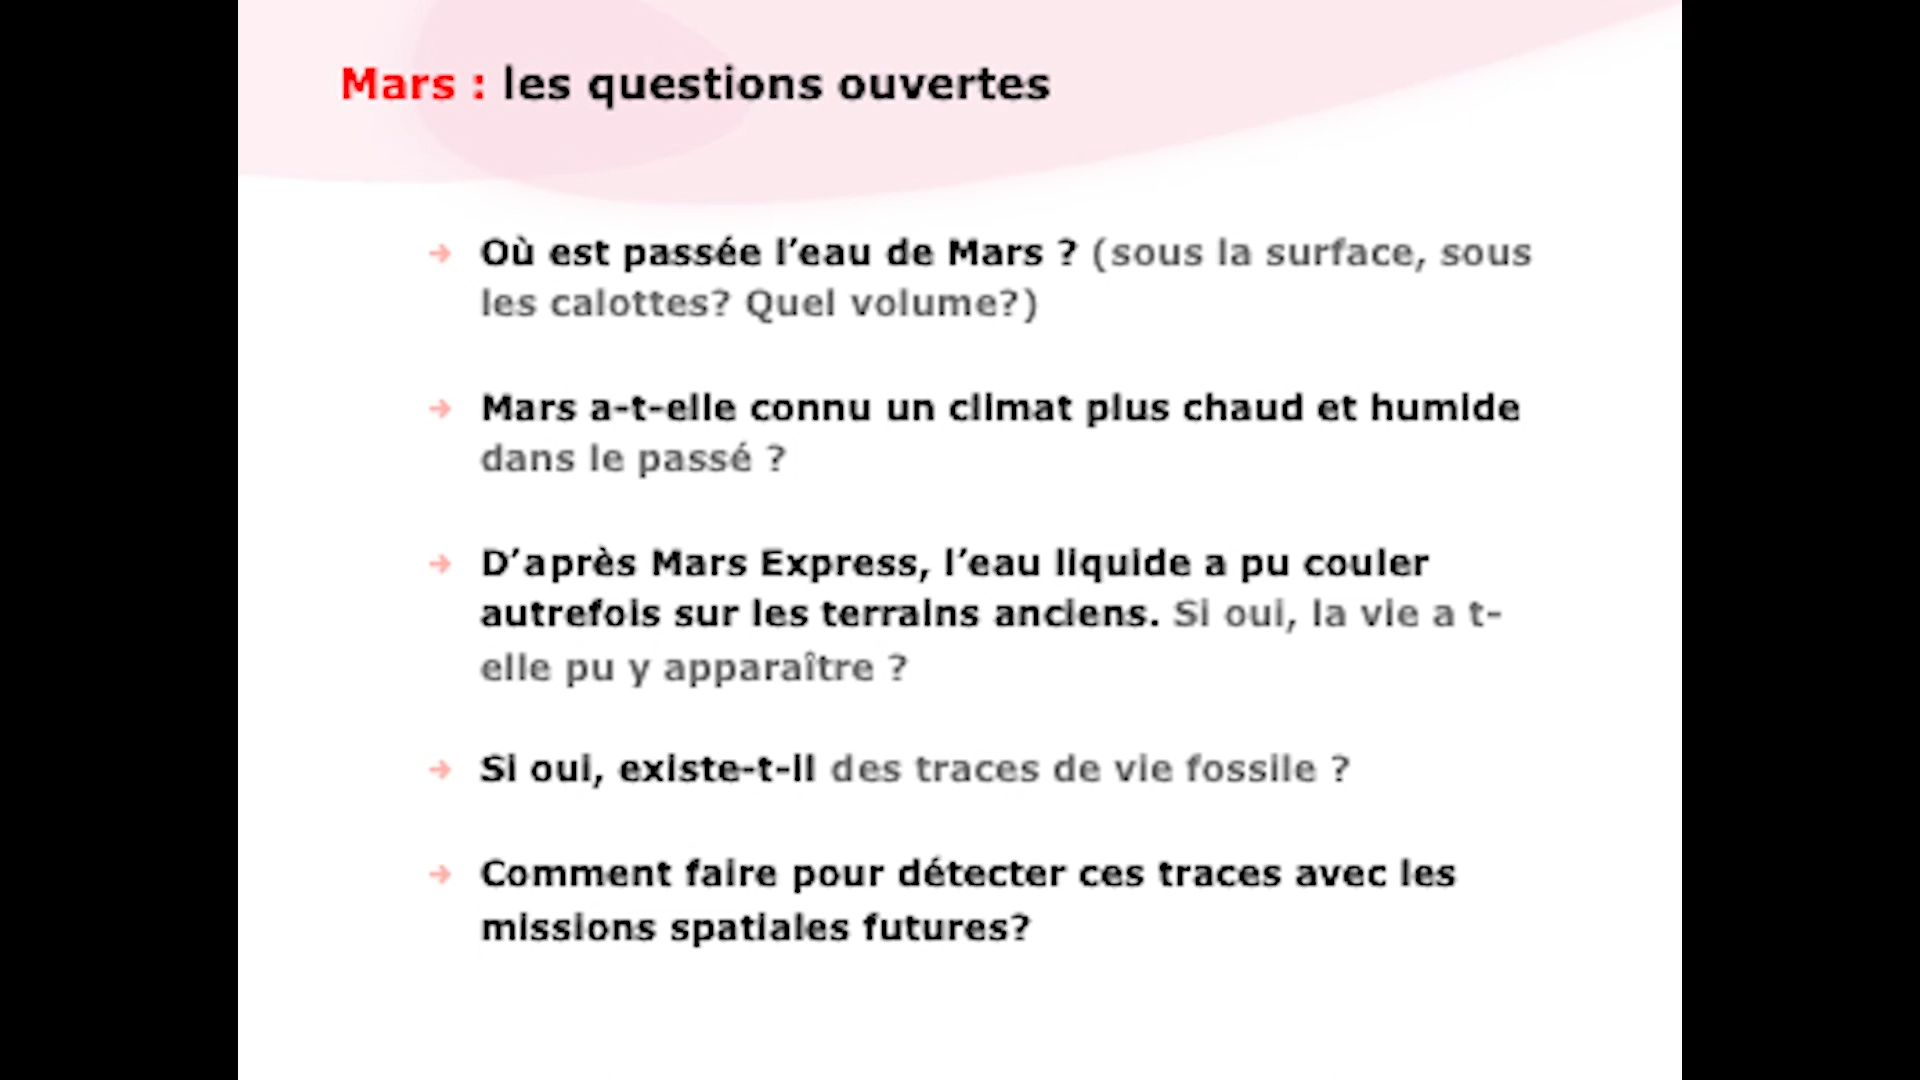 Mars : les questions ouvertes
Où est passée l’eau de Mars ? (sous la surface, sous
les calottes? Quel volume?)
Mars a-t-elle connu un climat plus chaud et humide
dans le passé ?
D’après Mars Express, l’eau liquide a pu couler
autrefois sur les terrains anciens. Si oui, la vie a t-
elle pu y apparaître ?
Si oui, existe-t-il des traces de vie fossile ?
Comment faire pour détecter ces traces avec les
missions spatiales futures?